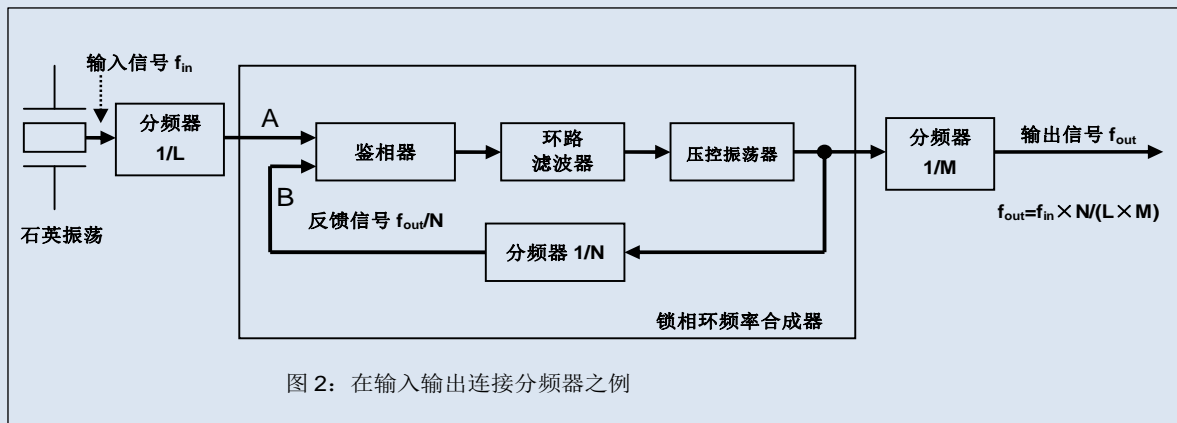 输入信号 fin
分频器
1/L
A
鉴相器
环路
滤波器
压控振荡器
分频器
1/M
输出信号 fout
B
反馈信号 fout/N
分频器 1/N
fout=fin×N/(L×M)
石英振荡
锁相环频率合成器
图 2：在输入输出连接分频器之例